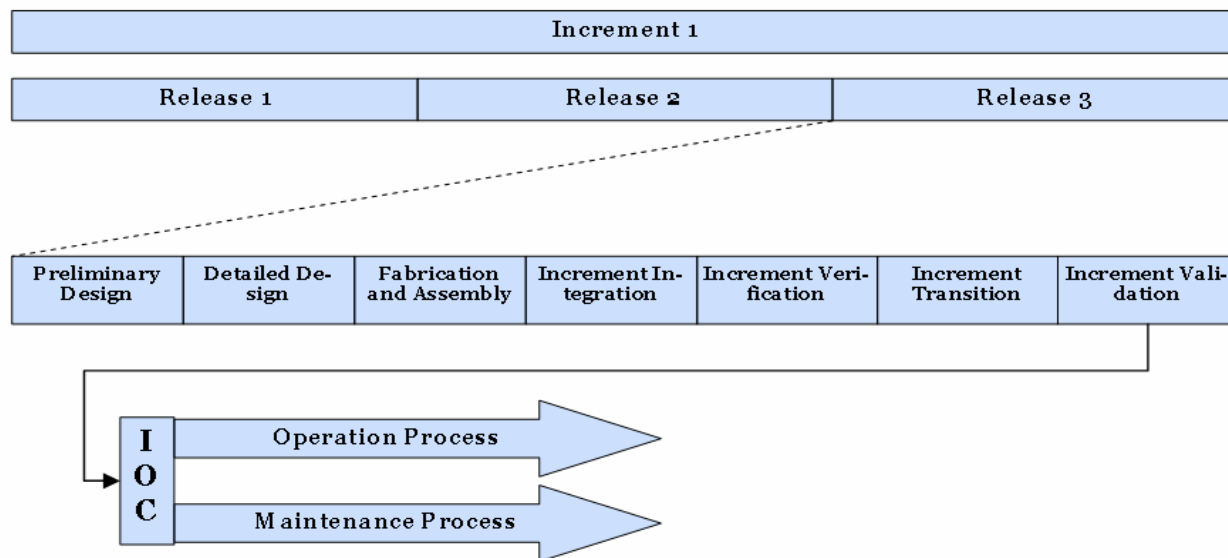 Increment 1
Release 1
Release 2
Release 3
Preliminary
Design
Detailed De-
sign
Fabrication
and Assembly
Increment In-
tegration
Increment Veri-
fication
Increment
Transition
Increment Vali-
dation
I
O
C
Operation Process
Maintenance Process